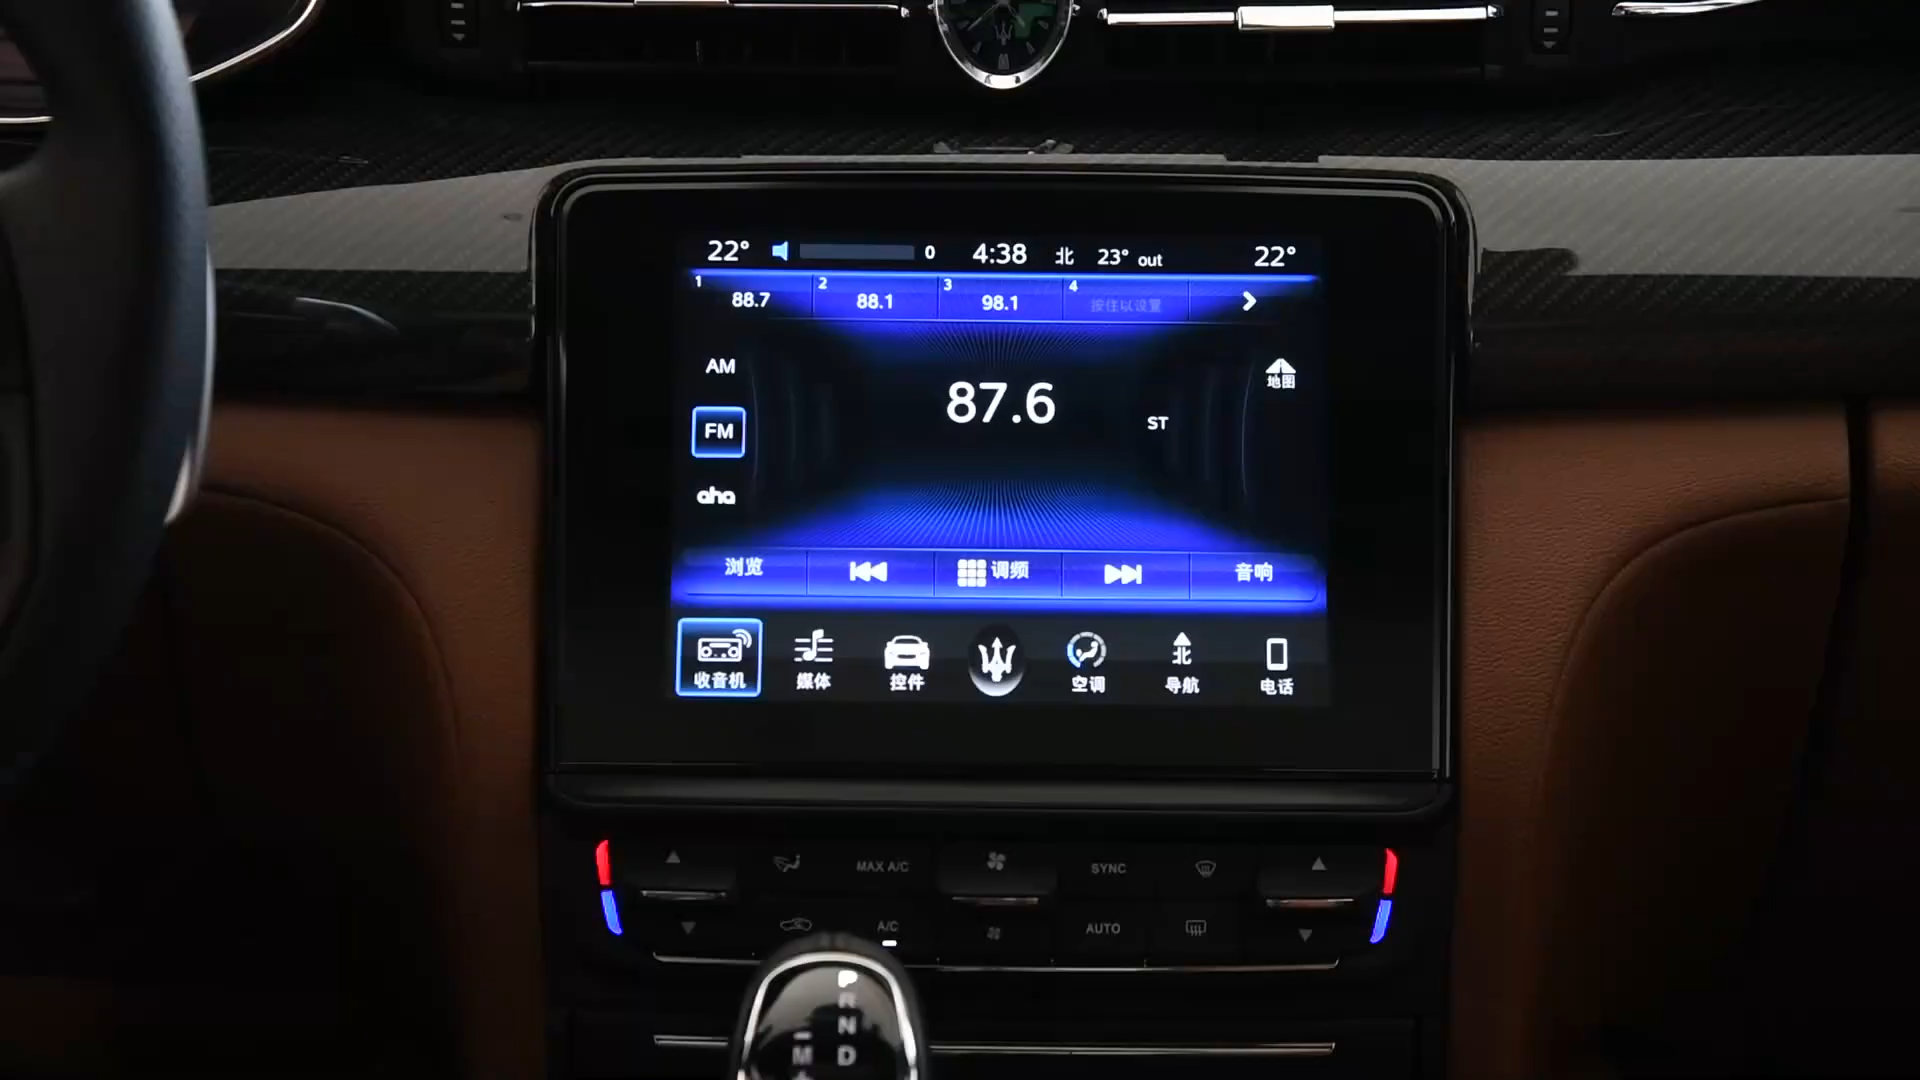 22° 0 4:38 北 23° out 22°
1 88.7 2 88.1 3 98.1 4 按住以设置
AM
地图
87.6
ST
FM
aha
浏览 调频 音响
收音机 媒体 控件 空调 北 导航 电话
MAX A/C SYNC
A/C AUTO
P
R
N
M D
+